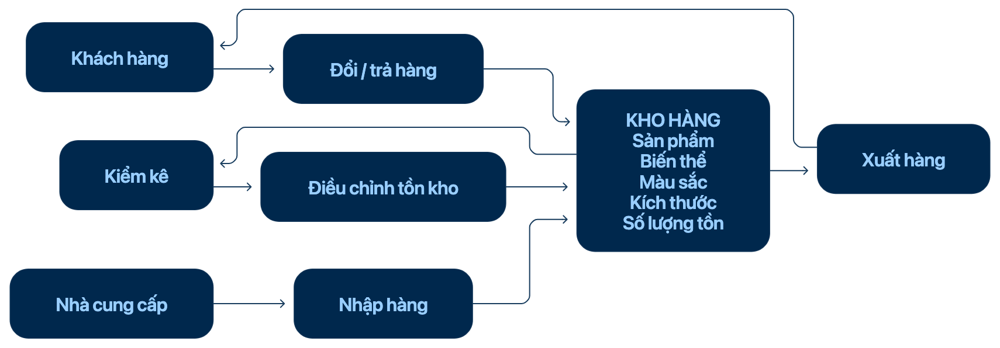 Khách hàng
Đổi / trả hàng
KHO HÀNG
Sản phẩm
Biến thể
Màu sắc
Kích thước
Số lượng tồn
Xuất hàng
Kiểm kê
Điều chỉnh tồn kho
Nhà cung cấp
Nhập hàng